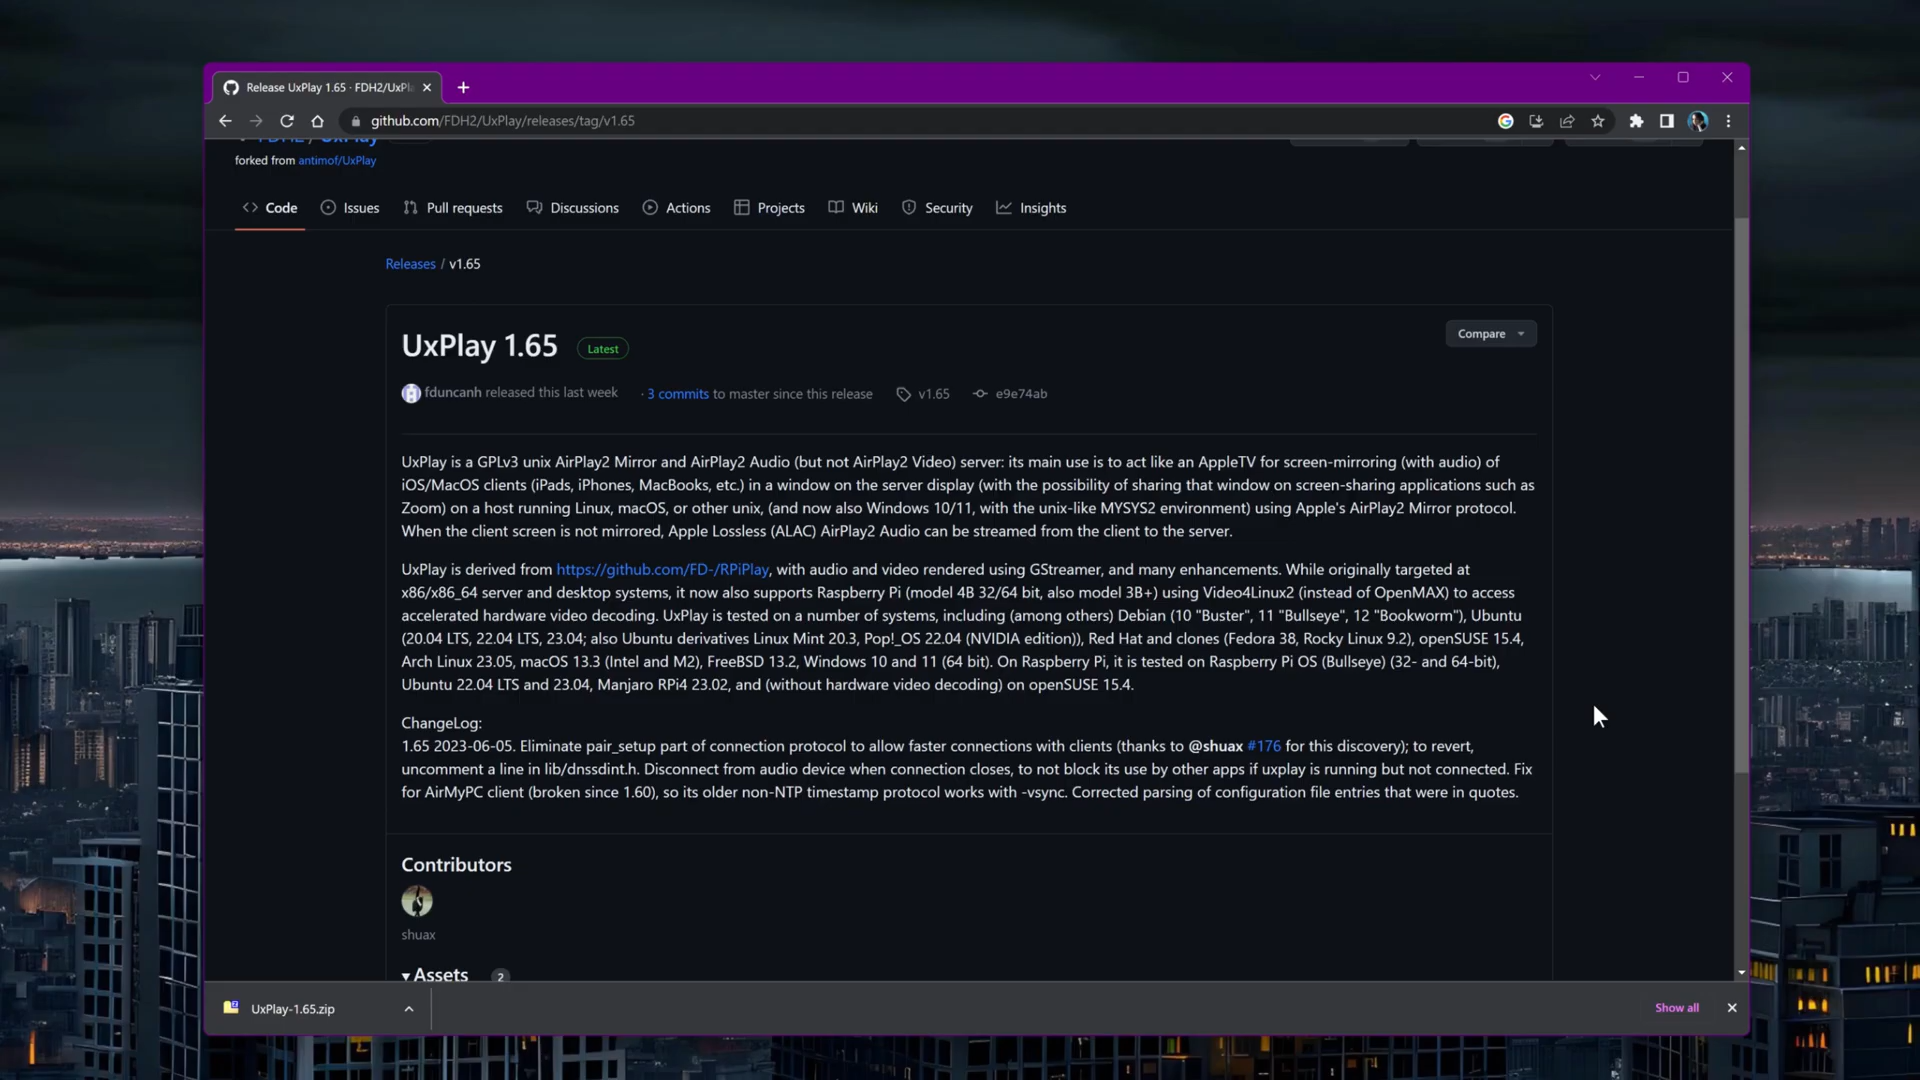 Release UxPlay 1.65 · FDH2/UxPla
github.com/FDH2/UxPlay/releases/tag/v1.65
FDH2 / UxPlay
forked from antimof/UxPlay
Code Issues Pull requests Discussions Actions Projects Wiki Security Insights
Releases / v1.65
UxPlay 1.65 Latest Compare
fduncanh released this last week · 3 commits to master since this release v1.65 e9e74ab
UxPlay is a GPLv3 unix AirPlay2 Mirror and AirPlay2 Audio (but not AirPlay2 Video) server: its main use is to act like an AppleTV for screen-mirroring (with audio) of
iOS/MacOS clients (iPads, iPhones, MacBooks, etc.) in a window on the server display (with the possibility of sharing that window on screen-sharing applications such as
Zoom) on a host running Linux, macOS, or other unix, (and now also Windows 10/11, with the unix-like MYSYS2 environment) using Apple's AirPlay2 Mirror protocol.
When the client screen is not mirrored, Apple Lossless (ALAC) AirPlay2 Audio can be streamed from the client to the server.
UxPlay is derived from https://github.com/FD-/RPiPlay, with audio and video rendered using GStreamer, and many enhancements. While originally targeted at
x86/x86_64 server and desktop systems, it now also supports Raspberry Pi (model 4B 32/64 bit, also model 3B+) using Video4Linux2 (instead of OpenMAX) to access
accelerated hardware video decoding. UxPlay is tested on a number of systems, including (among others) Debian (10 "Buster", 11 "Bullseye", 12 "Bookworm"), Ubuntu
(20.04 LTS, 22.04 LTS, 23.04; also Ubuntu derivatives Linux Mint 20.3, Pop!_OS 22.04 (NVIDIA edition)), Red Hat and clones (Fedora 38, Rocky Linux 9.2), openSUSE 15.4,
Arch Linux 23.05, macOS 13.3 (Intel and M2), FreeBSD 13.2, Windows 10 and 11 (64 bit). On Raspberry Pi, it is tested on Raspberry Pi OS (Bullseye) (32- and 64-bit),
Ubuntu 22.04 LTS and 23.04, Manjaro RPi4 23.02, and (without hardware video decoding) on openSUSE 15.4.
ChangeLog:
1.65 2023-06-05. Eliminate pair_setup part of connection protocol to allow faster connections with clients (thanks to @shuax #176 for this discovery); to revert,
uncomment a line in lib/dnssdint.h. Disconnect from audio device when connection closes, to not block its use by other apps if uxplay is running but not connected. Fix
for AirMyPC client (broken since 1.60), so its older non-NTP timestamp protocol works with -vsync. Corrected parsing of configuration file entries that were in quotes.
Contributors
shuax
Assets 2
UxPlay-1.65.zip Show all